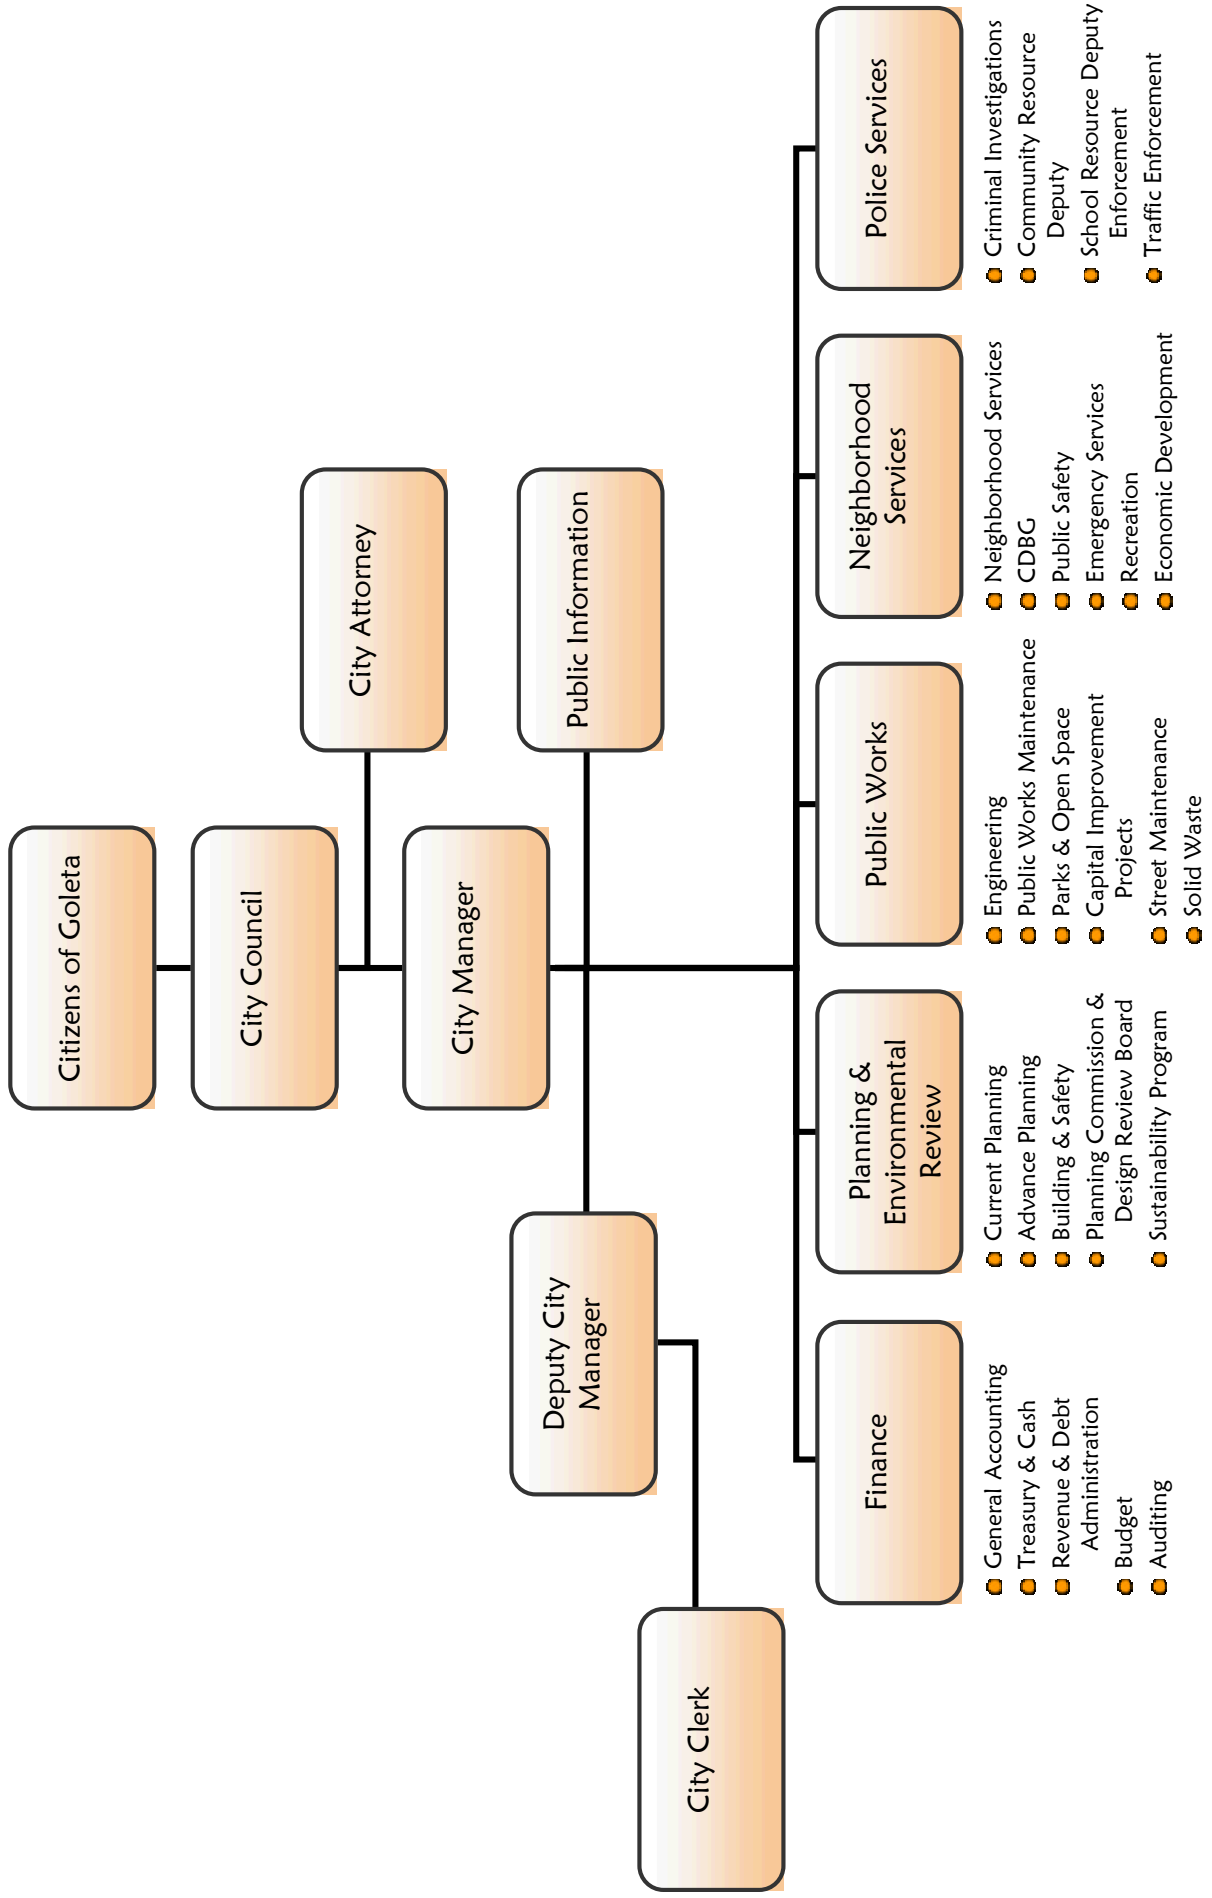 Citizens of Goleta
City Council
City Attorney
City Manager
Public Information
Deputy City
Manager
City Clerk
Finance
General Accounting
Treasury & Cash
Revenue & Debt
Administration
Budget
Auditing
Planning &
Environmental
Review
Current Planning
Advance Planning
Building & Safety
Planning Commission &
Design Review Board
Sustainability Program
Public Works
Engineering
Public Works Maintenance
Parks & Open Space
Capital Improvement
Projects
Street Maintenance
Solid Waste
Neighborhood
Services
Neighborhood Services
CDBG
Public Safety
Emergency Services
Recreation
Economic Development
Police Services
Criminal Investigations
Community Resource
Deputy
School Resource Deputy
Enforcement
Traffic Enforcement